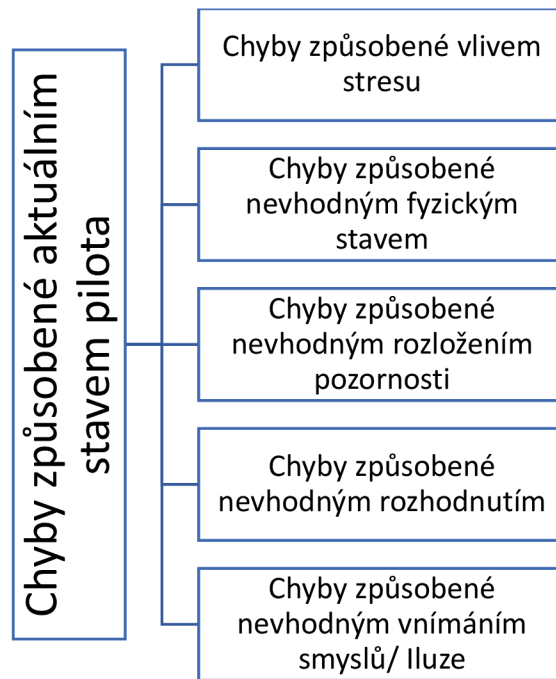 Chyby způsobené aktuálním
stavem pilota
Chyby způsobené vlivem
stresu
Chyby způsobené
nevhodným fyzickým
stavem
Chyby způsobené
nevhodným rozložením
pozornosti
Chyby způsobené
nevhodným rozhodnutím
Chyby způsobené
nevhodným vnímáním
smyslů/ Iluze